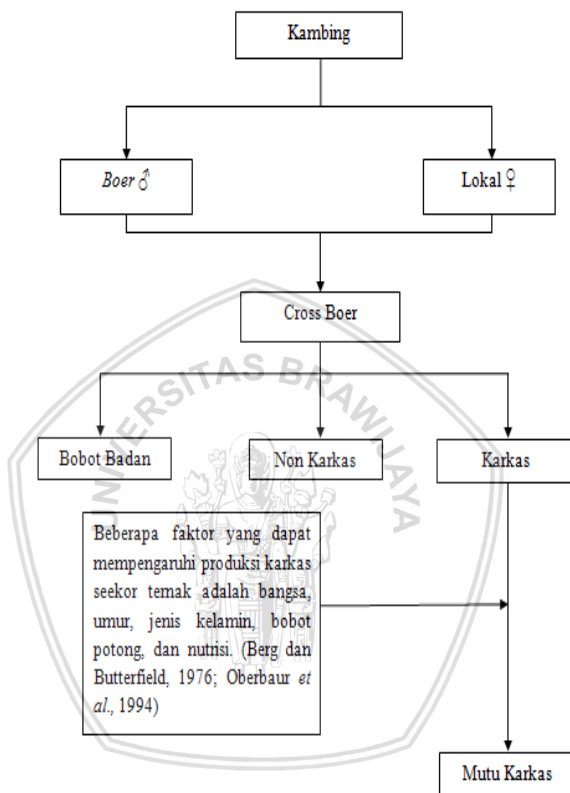 Kambing
Boer ♂
Lokal ♀
Cross Boer
UNIVERSITAS BRAWIJAYA
Bobot Badan
Non Karkas
Karkas
Beberapa faktor yang dapat
mempengaruhi produksi karkas
seekor ternak adalah bangsa,
umur, jenis kelamin, bobot
potong, dan nutrisi. (Berg dan
Butterfield, 1976; Oberbaur et
al., 1994)
Mutu Karkas